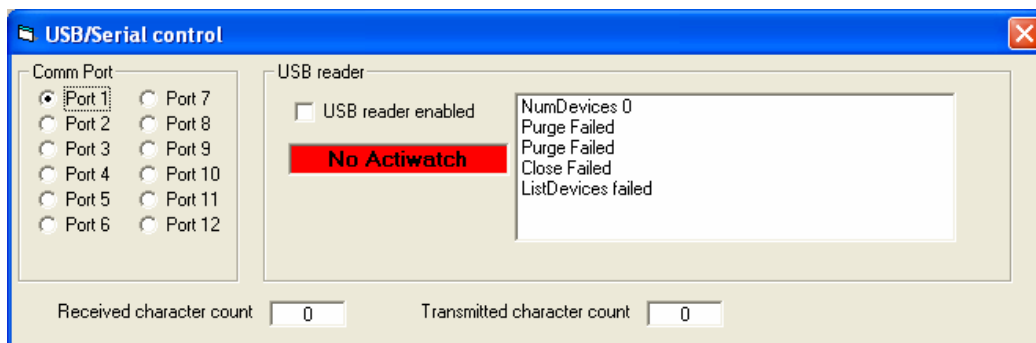 USB/Serial control
Comm Port
Port 1
Port 7
Port 2
Port 8
Port 3
Port 9
Port 4
Port 10
Port 5
Port 11
Port 6
Port 12
USB reader
USB reader enabled
No Actiwatch
NumDevices 0
Purge Failed
Purge Failed
Close Failed
ListDevices failed
Received character count 0
Transmitted character count 0